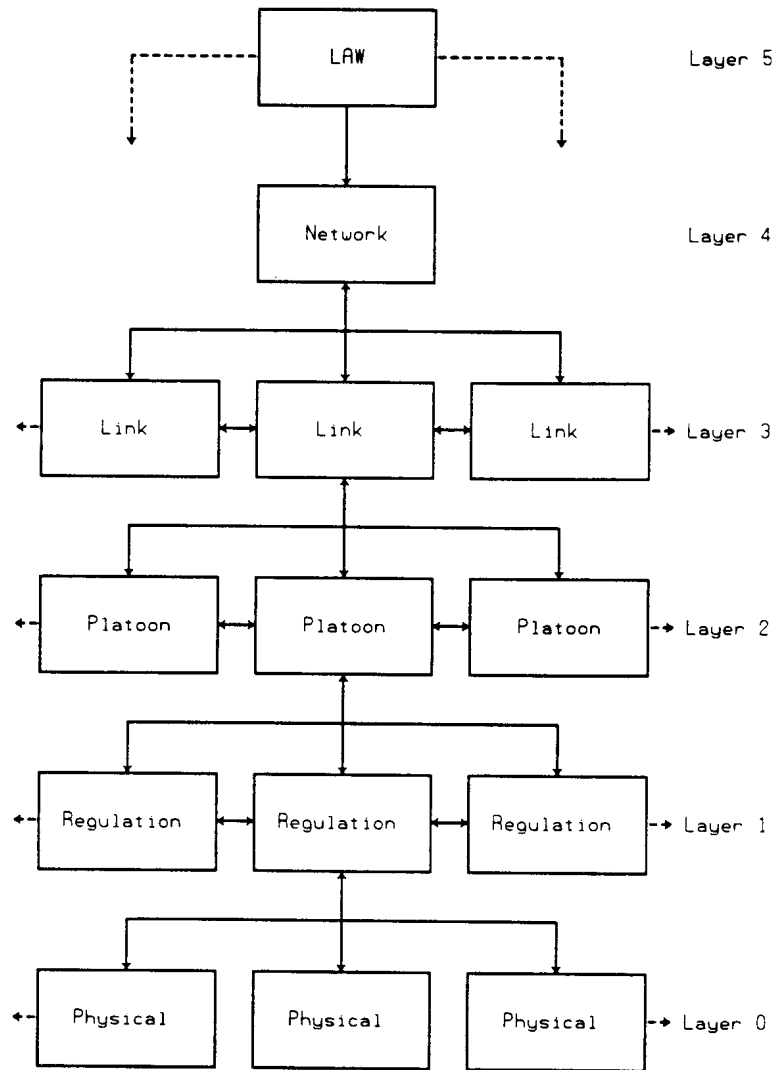 LAW Layer 5
Network Layer 4
Link Link Link Layer 3
Platoon Platoon Platoon Layer 2
Regulation Regulation Regulation Layer 1
Physical Physical Physical Layer 0